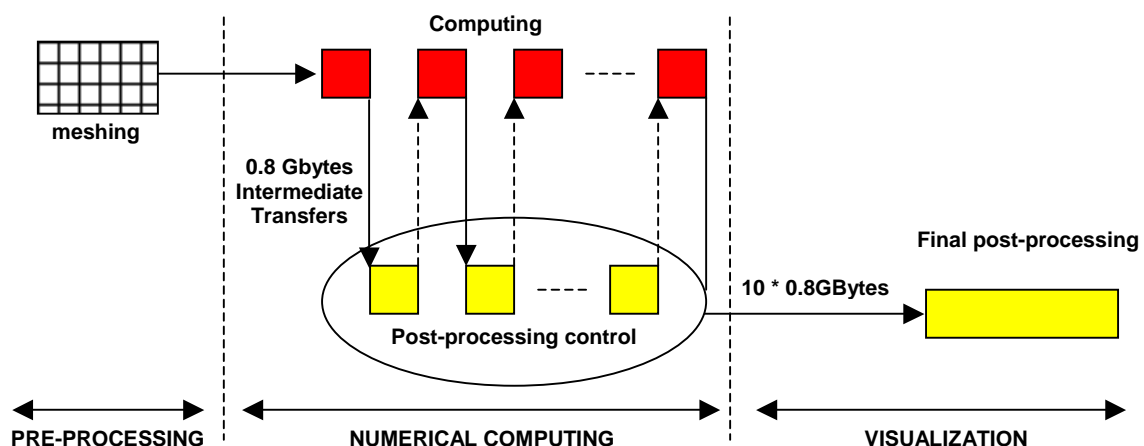 Computing
meshing
0.8 Gbytes
Intermediate
Transfers
Final post-processing
10 * 0.8GBytes
Post-processing control
PRE-PROCESSING
NUMERICAL COMPUTING
VISUALIZATION